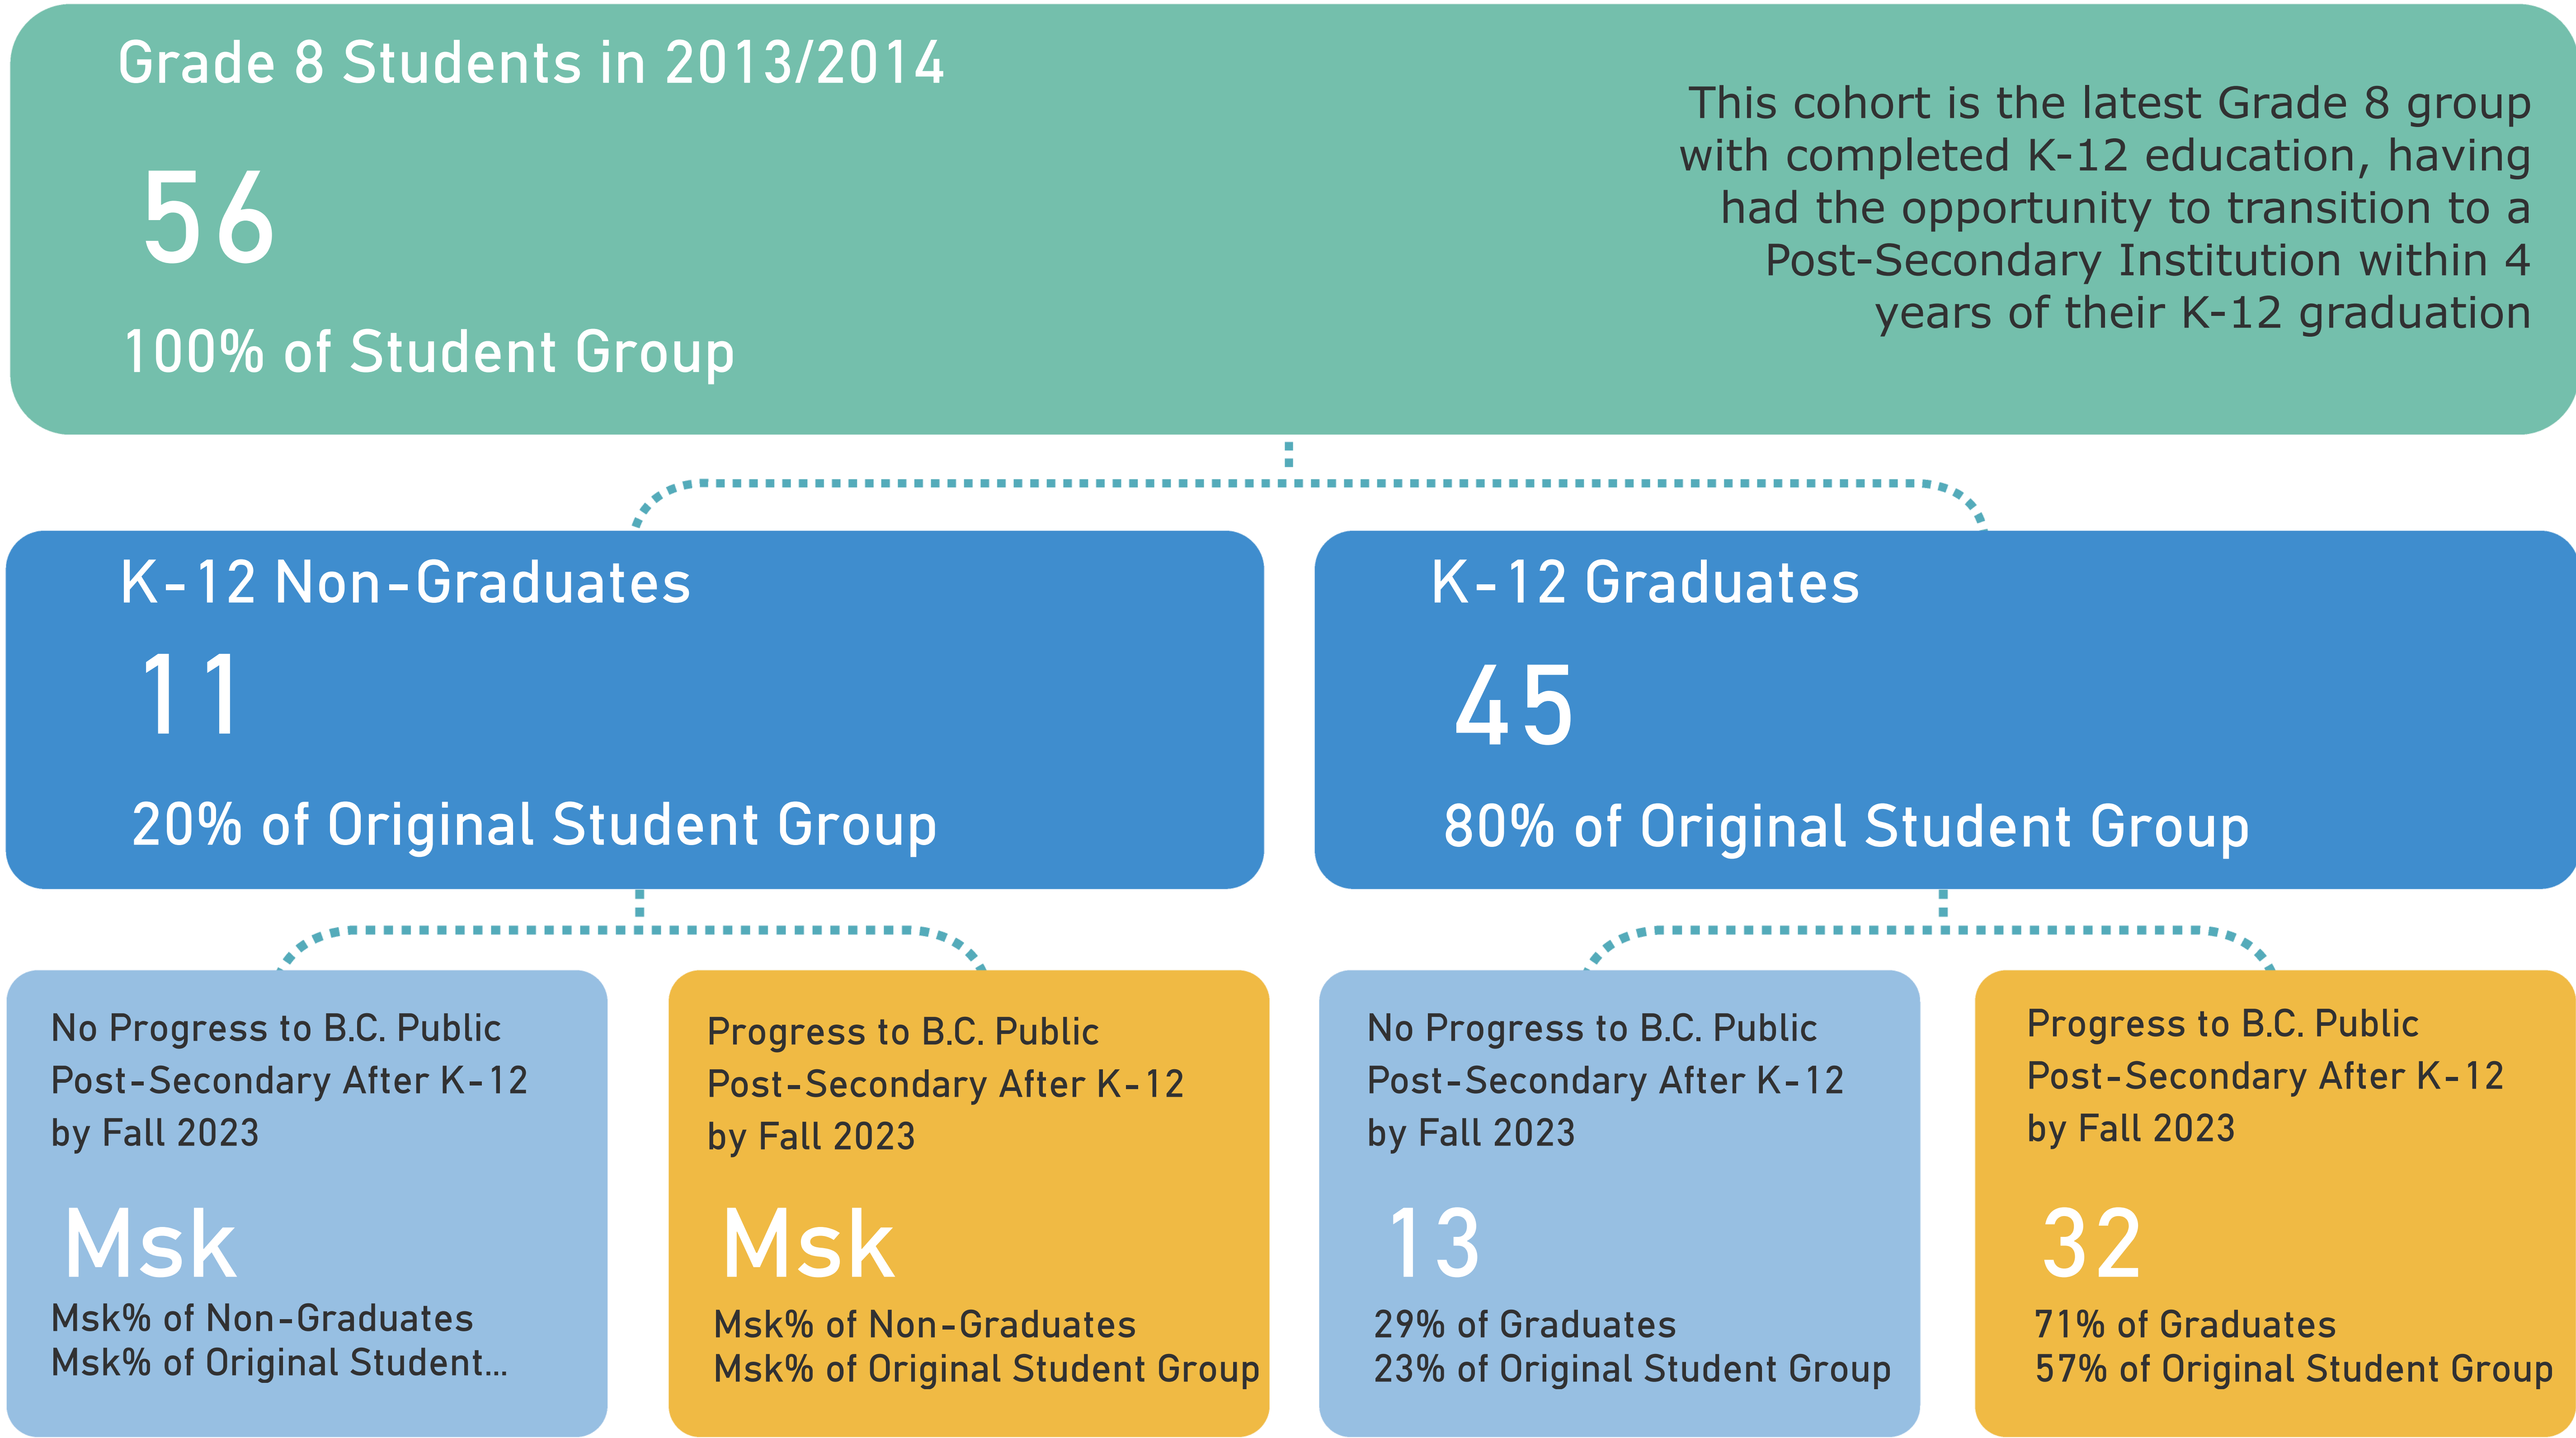 Grade 8 Students in 2013/2014
56
100% of Student Group
This cohort is the latest Grade 8 group
with completed K-12 education, having
had the opportunity to transition to a
Post-Secondary Institution within 4
years of their K-12 graduation
K-12 Non-Graduates
11
20% of Original Student Group
K-12 Graduates
45
80% of Original Student Group
No Progress to B.C. Public
Post-Secondary After K-12
by Fall 2023
Msk
Msk% of Non-Graduates
Msk% of Original Student...
Progress to B.C. Public
Post-Secondary After K-12
by Fall 2023
Msk
Msk% of Non-Graduates
Msk% of Original Student Group
No Progress to B.C. Public
Post-Secondary After K-12
by Fall 2023
13
29% of Graduates
23% of Original Student Group
Progress to B.C. Public
Post-Secondary After K-12
by Fall 2023
32
71% of Graduates
57% of Original Student Group